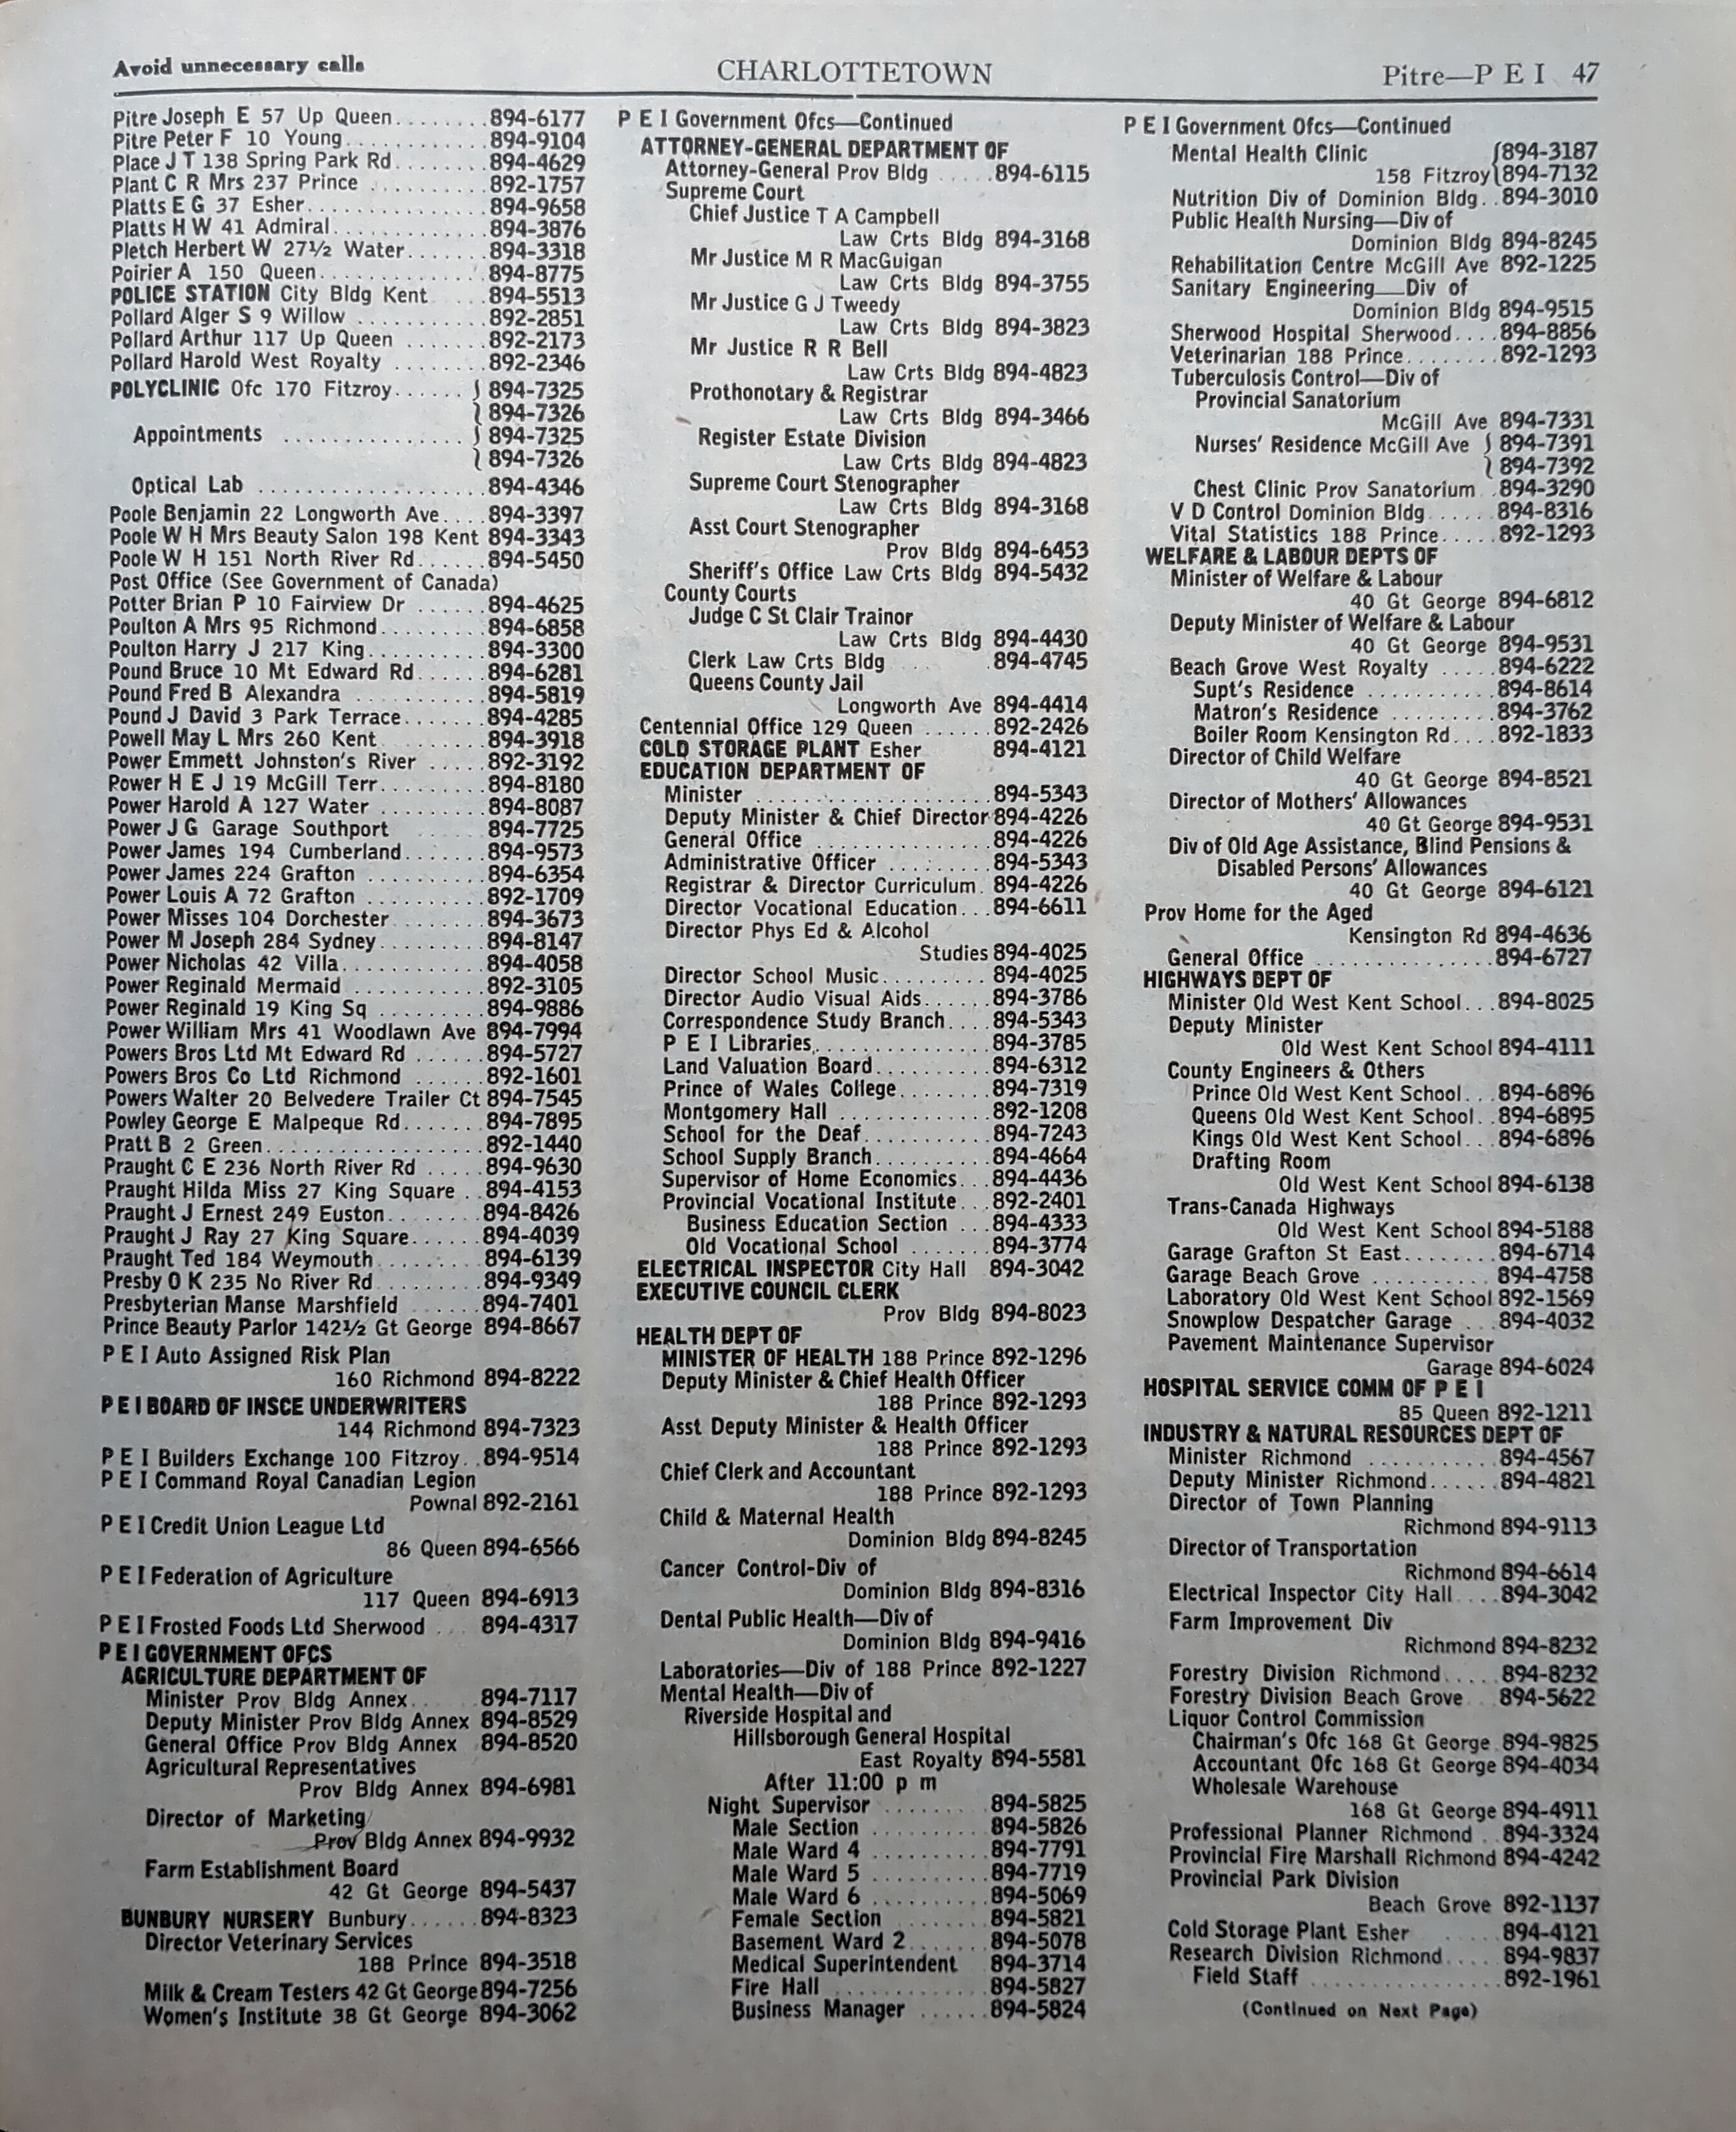 Avoid unnecessary calls
CHARLOTTETOWN
Pitre—P E I 47
Pitre Joseph E 57 Up Queen........894-6177
Pitre Peter F 10 Young............894-9104
Place J T 138 Spring Park Rd.......894-4629
Plant C R Mrs 237 Prince ..........892-1757
Platts E G 37 Esher...............894-9658
Platts H W 41 Admiral.............894-3876
Pletch Herbert W 27½ Water.......894-3318
Poirier A 150 Queen..............894-8775
POLICE STATION City Bldg Kent ...894-5513
Pollard Alger S 9 Willow ...........892-2851
Pollard Arthur 117 Up Queen .......892-2173
Pollard Harold West Royalty ........892-2346
POLYCLINIC Ofc 170 Fitzroy...... { 894-7325
{ 894-7326
Appointments ............... { 894-7325
{ 894-7326
Optical Lab ....................894-4346
Poole Benjamin 22 Longworth Ave....894-3397
Poole W H Mrs Beauty Salon 198 Kent 894-3343
Poole W H 151 North River Rd......894-5450
Post Office (See Government of Canada)
Potter Brian P 10 Fairview Dr ......894-4625
Poulton A Mrs 95 Richmond.........894-6858
Poulton Harry J 217 King..........894-3300
Pound Bruce 10 Mt Edward Rd......894-6281
Pound Fred B Alexandra ...........894-5819
Pound J David 3 Park Terrace.......894-4285
Powell May L Mrs 260 Kent.........894-3918
Power Emmett Johnston's River .....892-3192
Power H E J 19 McGill Terr.........894-8180
Power Harold A 127 Water ..........894-8087
Power J G Garage Southport ......894-7725
Power James 194 Cumberland.......894-9573
Power James 224 Grafton ..........894-6354
Power Louis A 72 Grafton ..........892-1709
Power Misses 104 Dorchester........894-3673
Power M Joseph 284 Sydney.........894-8147
Power Nicholas 42 Villa............894-4058
Power Reginald Mermaid ............892-3105
Power Reginald 19 King Sq .........894-9886
Power William Mrs 41 Woodlawn Ave 894-7994
Powers Bros Ltd Mt Edward Rd ......894-5727
Powers Bros Co Ltd Richmond ......892-1601
Powers Walter 20 Belvedere Trailer Ct 894-7545
Powley George E Malpeque Rd.......894-7895
Pratt B 2 Green..................892-1440
Praught C E 236 North River Rd .....894-9630
Praught Hilda Miss 27 King Square ..894-4153
Praught J Ernest 249 Euston........894-8426
Praught J Ray 27 King Square......894-4039
Praught Ted 184 Weymouth.........894-6139
Presby O K 235 No River Rd ........894-9349
Presbyterian Manse Marshfield ......894-7401
Prince Beauty Parlor 142½ Gt George 894-8667
P E I Auto Assigned Risk Plan
160 Richmond 894-8222
P E I BOARD OF INSCE UNDERWRITERS
144 Richmond 894-7323
P E I Builders Exchange 100 Fitzroy..894-9514
P E I Command Royal Canadian Legion
Pownal 892-2161
P E I Credit Union League Ltd
86 Queen 894-6566
P E I Federation of Agriculture
117 Queen 894-6913
P E I Frosted Foods Ltd Sherwood ... 894-4317
P E I GOVERNMENT OFCS
AGRICULTURE DEPARTMENT OF
Minister Prov Bldg Annex.. 894-7117
Deputy Minister Prov Bldg Annex 894-8529
General Office Prov Bldg Annex 894-8520
Agricultural Representatives
Prov Bldg Annex 894-6981
Director of Marketing
Prov Bldg Annex 894-9932
Farm Establishment Board
42 Gt George 894-5437
BUNBURY NURSERY Bunbury......894-8323
Director Veterinary Services
188 Prince 894-3518
Milk & Cream Testers 42 Gt George 894-7256
Women's Institute 38 Gt George 894-3062
P E I Government Ofcs—Continued
ATTORNEY-GENERAL DEPARTMENT OF
Attorney-General Prov Bldg .....894-6115
Supreme Court
Chief Justice T A Campbell
Law Crts Bldg 894-3168
Mr Justice M R MacGuigan
Law Crts Bldg 894-3755
Mr Justice G J Tweedy
Law Crts Bldg 894-3823
Mr Justice R R Bell
Law Crts Bldg 894-4823
Prothonotary & Registrar
Law Crts Bldg 894-3466
Register Estate Division
Law Crts Bldg 894-4823
Supreme Court Stenographer
Law Crts Bldg 894-3168
Asst Court Stenographer
Prov Bldg 894-6453
Sheriff's Office Law Crts Bldg 894-5432
County Courts
Judge C St Clair Trainor
Law Crts Bldg 894-4430
Clerk Law Crts Bldg ........894-4745
Queens County Jail
Longworth Ave 894-4414
Centennial Office 129 Queen ......892-2426
COLD STORAGE PLANT Esher 894-4121
EDUCATION DEPARTMENT OF
Minister .....................894-5343
Deputy Minister & Chief Director 894-4226
General Office ................894-4226
Administrative Officer ..........894-5343
Registrar & Director Curriculum. 894-4226
Director Vocational Education...894-6611
Director Phys Ed & Alcohol
Studies 894-4025
Director School Music.........894-4025
Director Audio Visual Aids......894-3786
Correspondence Study Branch....894-5343
P E I Libraries................894-3785
Land Valuation Board..........894-6312
Prince of Wales College........894-7319
Montgomery Hall .............892-1208
School for the Deaf...........894-7243
School Supply Branch..........894-4664
Supervisor of Home Economics...894-4436
Provincial Vocational Institute...892-2401
Business Education Section ...894-4333
Old Vocational School .......894-3774
ELECTRICAL INSPECTOR City Hall 894-3042
EXECUTIVE COUNCIL CLERK
Prov Bldg 894-8023
HEALTH DEPT OF
MINISTER OF HEALTH 188 Prince 892-1296
Deputy Minister & Chief Health Officer
188 Prince 892-1293
Asst Deputy Minister & Health Officer
188 Prince 892-1293
Chief Clerk and Accountant
188 Prince 892-1293
Child & Maternal Health
Dominion Bldg 894-8245
Cancer Control-Div of
Dominion Bldg 894-8316
Dental Public Health—Div of
Dominion Bldg 894-9416
Laboratories—Div of 188 Prince 892-1227
Mental Health—Div of
Riverside Hospital and
Hillsborough General Hospital
East Royalty 894-5581
After 11:00 p m
Night Supervisor .........894-5825
Male Section ..........894-5826
Male Ward 4 ...........894-7791
Male Ward 5 ...........894-7719
Male Ward 6 ...........894-5069
Female Section ........894-5821
Basement Ward 2.......894-5078
Medical Superintendent 894-3714
Fire Hall ..............894-5827
Business Manager ......894-5824
P E I Government Ofcs—Continued
Mental Health Clinic {894-3187
158 Fitzroy {894-7132
Nutrition Div of Dominion Bldg..894-3010
Public Health Nursing—Div of
Dominion Bldg 894-8245
Rehabilitation Centre McGill Ave 892-1225
Sanitary Engineering—Div of
Dominion Bldg 894-9515
Sherwood Hospital Sherwood....894-8856
Veterinarian 188 Prince........892-1293
Tuberculosis Control—Div of
Provincial Sanatorium
McGill Ave 894-7331
Nurses' Residence McGill Ave { 894-7391
{ 894-7392
Chest Clinic Prov Sanatorium ..894-3290
V D Control Dominion Bldg ......894-8316
Vital Statistics 188 Prince.....892-1293
WELFARE & LABOUR DEPTS OF
Minister of Welfare & Labour
40 Gt George 894-6812
Deputy Minister of Welfare & Labour
40 Gt George 894-9531
Beach Grove West Royalty .....894-6222
Supt's Residence ...........894-8614
Matron's Residence .........894-3762
Boiler Room Kensington Rd....892-1833
Director of Child Welfare
40 Gt George 894-8521
Director of Mothers' Allowances
40 Gt George 894-9531
Div of Old Age Assistance, Blind Pensions &
Disabled Persons' Allowances
40 Gt George 894-6121
Prov Home for the Aged
Kensington Rd 894-4636
General Office ................894-6727
HIGHWAYS DEPT OF
Minister Old West Kent School...894-8025
Deputy Minister
Old West Kent School 894-4111
County Engineers & Others
Prince Old West Kent School...894-6896
Queens Old West Kent School..894-6895
Kings Old West Kent School...894-6896
Drafting Room
Old West Kent School 894-6138
Trans-Canada Highways
Old West Kent School 894-5188
Garage Grafton St East........894-6714
Garage Beach Grove ..........894-4758
Laboratory Old West Kent School 892-1569
Snowplow Despatcher Garage ...894-4032
Pavement Maintenance Supervisor
Garage 894-6024
HOSPITAL SERVICE COMM OF P E I
85 Queen 892-1211
INDUSTRY & NATURAL RESOURCES DEPT OF
Minister Richmond ...........894-4567
Deputy Minister Richmond......894-4821
Director of Town Planning
Richmond 894-9113
Director of Transportation
Richmond 894-6614
Electrical Inspector City Hall ....894-3042
Farm Improvement Div
Richmond 894-8232
Forestry Division Richmond..... 894-8232
Forestry Division Beach Grove 894-5622
Liquor Control Commission
Chairman's Ofc 168 Gt George 894-9825
Accountant Ofc 168 Gt George 894-4034
Wholesale Warehouse
168 Gt George 894-4911
Professional Planner Richmond ..894-3324
Provincial Fire Marshall Richmond 894-4242
Provincial Park Division
Beach Grove 892-1137
Cold Storage Plant Esher ..... 894-4121
Research Division Richmond.... 894-9837
Field Staff .................892-1961
(Continued on Next Page)